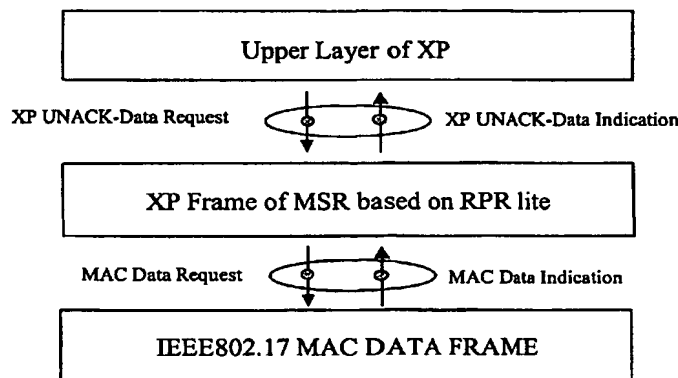 Upper Layer of XP
XP UNACK-Data Request
XP UNACK-Data Indication
XP Frame of MSR based on RPR lite
MAC Data Request
MAC Data Indication
IEEE802.17 MAC DATA FRAME